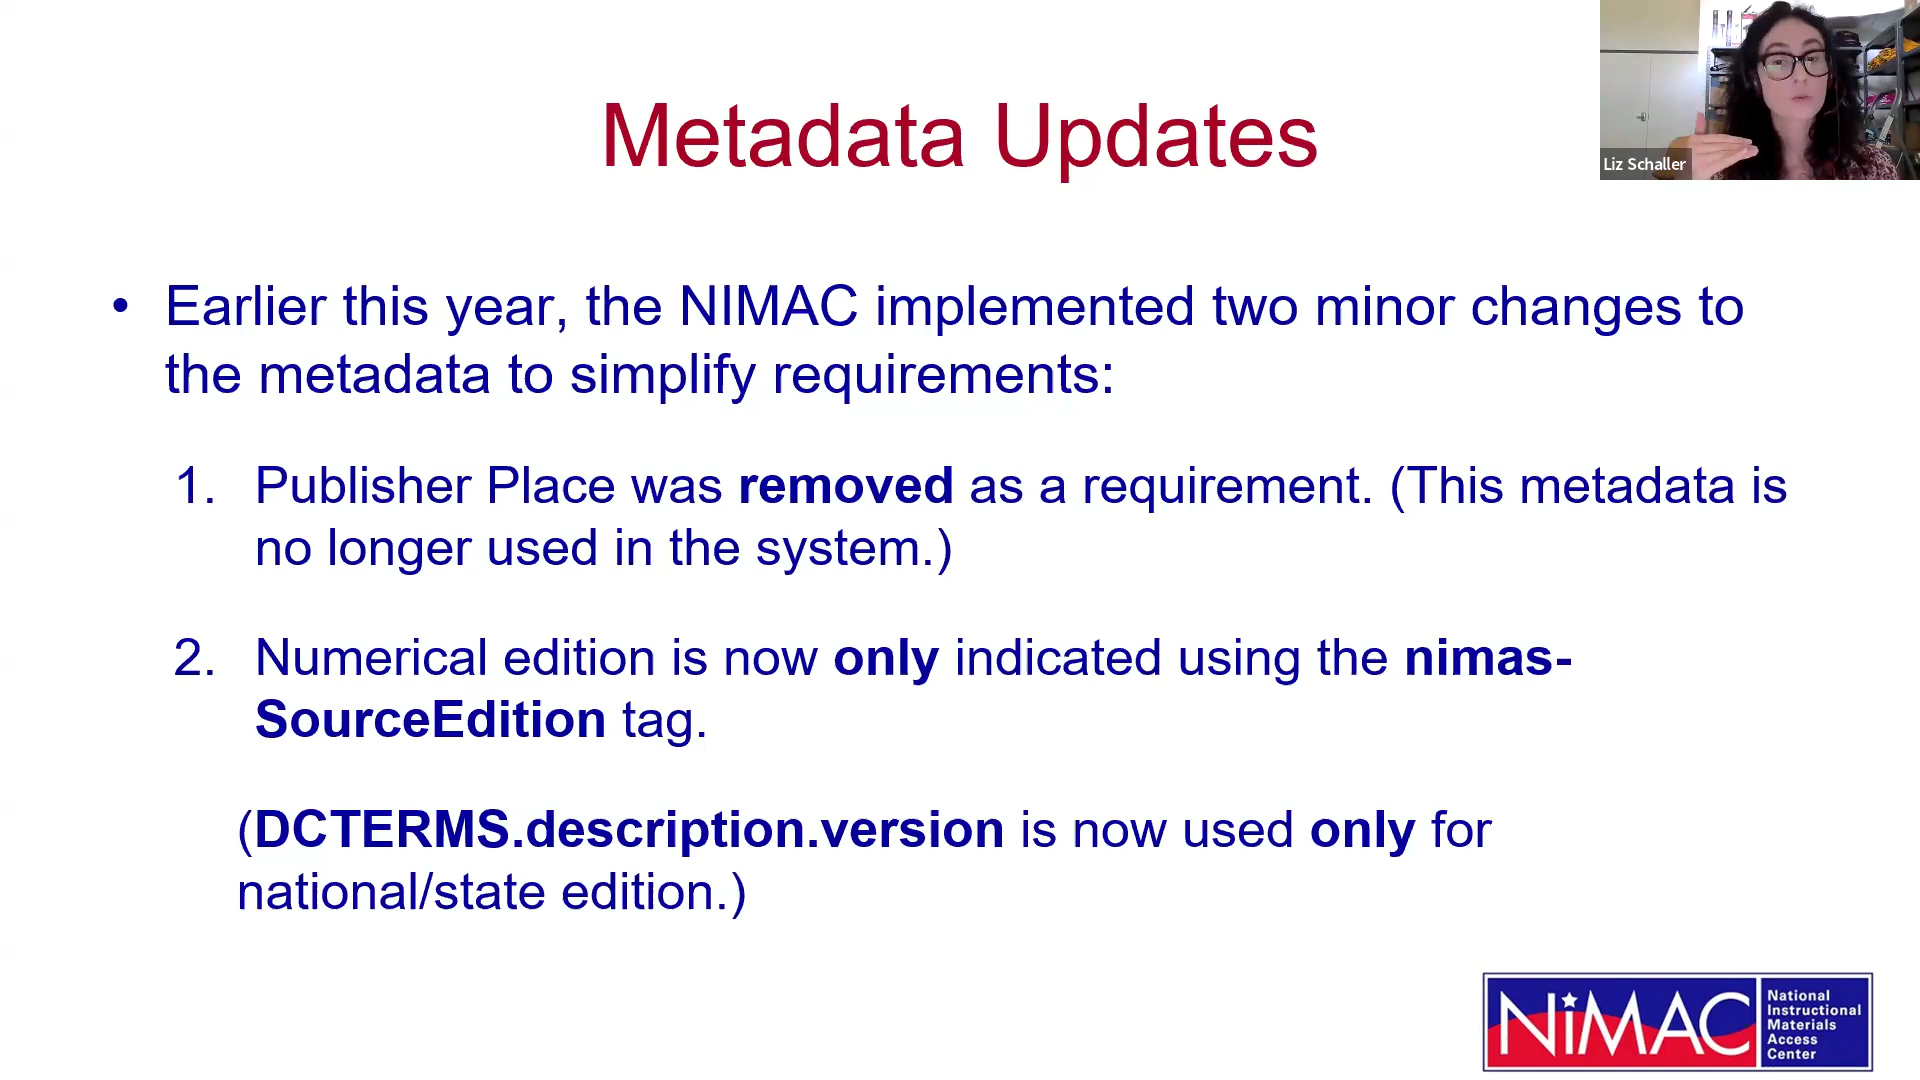 Metadata Updates
Liz Schaller
• Earlier this year, the NIMAC implemented two minor changes to
the metadata to simplify requirements:
1. Publisher Place was removed as a requirement. (This metadata is
no longer used in the system.)
2. Numerical edition is now only indicated using the nimas-
SourceEdition tag.
(DCTERMS.description.version is now used only for
national/state edition.)
NiMAC
National
Instructional
Materials
Access
Center